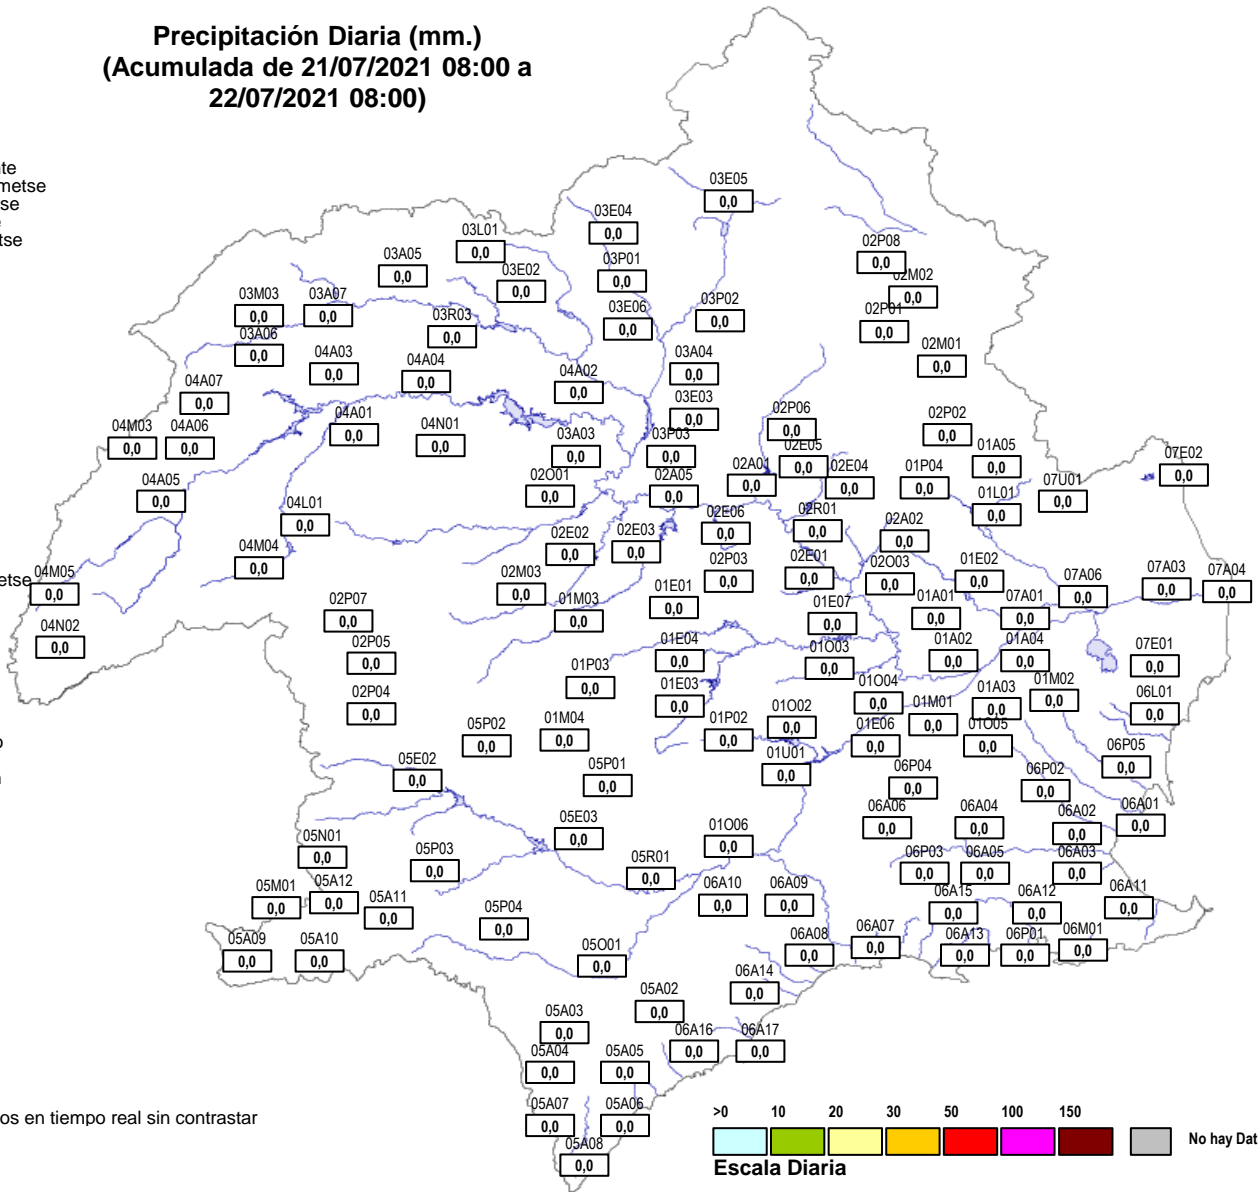 Precipitación Diaria (mm.)
(Acumulada de 21/07/2021 08:00 a
22/07/2021 08:00)
03E05
0,0
03E04
0,0
03L01
0,0
03A05
0,0
03P01
0,0
03E02
0,0
02P08
0,0
02M02
0,0
03M03
0,0
03A07
0,0
03R03
0,0
03E06
0,0
03P02
0,0
02P01
0,0
03A06
0,0
04A03
0,0
04A04
0,0
04A02
0,0
03A04
0,0
02M01
0,0
04A07
0,0
03E03
0,0
04M03
0,0
04A06
0,0
04A01
0,0
04N01
0,0
03A03
0,0
03P03
0,0
02P06
0,0
02E05
0,0
02P02
0,0
01A05
0,0
07E02
0,0
04A05
0,0
02O01
0,0
02A05
0,0
02A01
0,0
02E04
0,0
01P04
0,0
01L01
0,0
07U01
0,0
04L01
0,0
02E06
0,0
02R01
0,0
02A02
0,0
04M04
0,0
02E02
0,0
02E03
0,0
metse
04M05
0,0
02M03
0,0
02P03
0,0
02E01
0,0
02O03
0,0
01E02
0,0
07A06
0,0
07A03
0,0
07A04
0,0
02P07
0,0
01M03
0,0
01E01
0,0
01E07
0,0
01A01
0,0
07A01
0,0
04N02
0,0
02P05
0,0
01E04
0,0
01O03
0,0
01A02
0,0
01A04
0,0
07E01
0,0
02P04
0,0
01P03
0,0
01E03
0,0
01O04
0,0
01M01
0,0
01A03
0,0
01M02
0,0
06L01
0,0
05P02
0,0
01M04
0,0
01P02
0,0
01O02
0,0
01E06
0,0
01O05
0,0
05E02
0,0
05P01
0,0
01U01
0,0
06P04
0,0
06P02
0,0
06P05
0,0
05E03
0,0
01O06
0,0
06A06
0,0
06A04
0,0
06A02
0,0
06A01
0,0
05N01
0,0
05P03
0,0
05R01
0,0
06P03
0,0
06A05
0,0
06A03
0,0
05M01
0,0
05A12
0,0
05A11
0,0
05P04
0,0
06A10
0,0
06A09
0,0
06A15
0,0
06A12
0,0
06A11
0,0
05A09
0,0
05A10
0,0
05O01
0,0
06A08
0,0
06A07
0,0
06A13
0,0
06P01
0,0
06M01
0,0
05A02
0,0
06A14
0,0
05A03
0,0
06A16
0,0
06A17
0,0
05A04
0,0
05A05
0,0
05A07
0,0
05A06
0,0
05A08
0,0
os en tiempo real sin contrastar
>0 10 20 30 50 100 150
No hay Dat
Escala Diaria